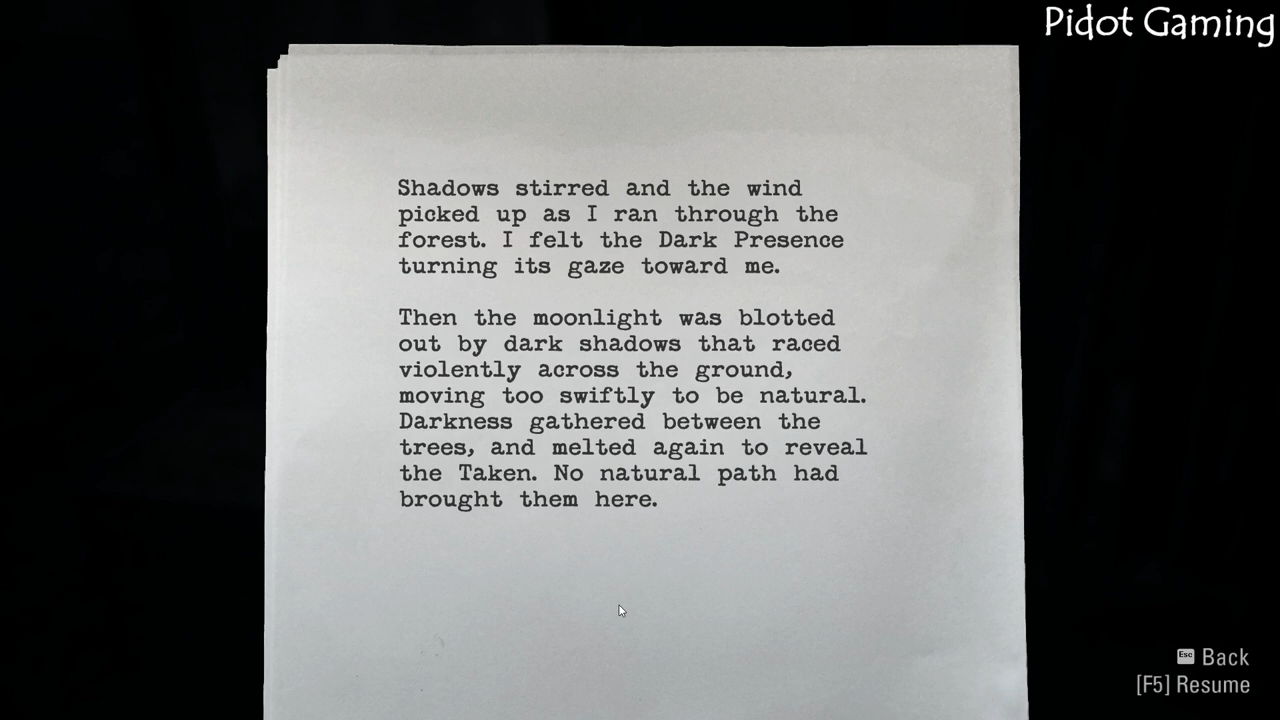 Pidot Gaming
Shadows stirred and the wind
picked up as I ran through the
forest. I felt the Dark Presence
turning its gaze toward me.
Then the moonlight was blotted
out by dark shadows that raced
violently across the ground,
moving too swiftly to be natural.
Darkness gathered between the
trees, and melted again to reveal
the Taken. No natural path had
brought them here.
Esc Back
[F5] Resume